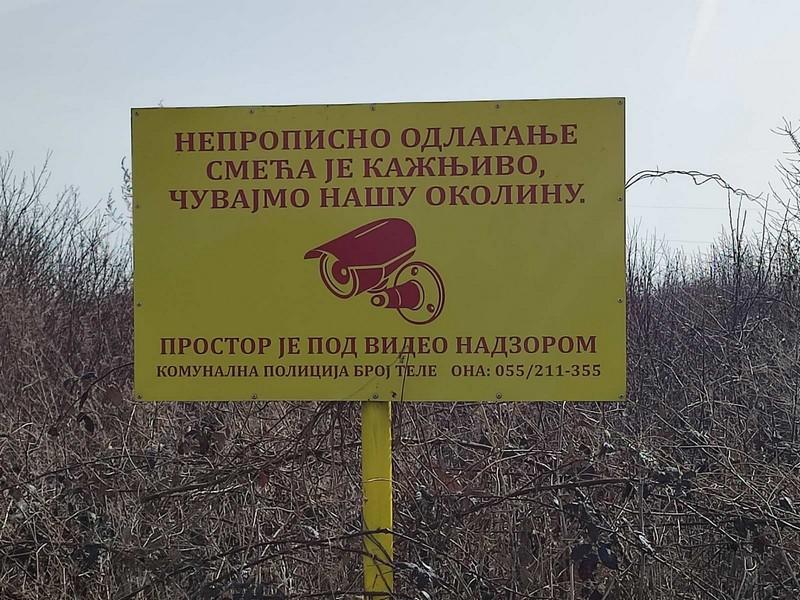 НЕПРОПИСНО ОДЛАГАЊЕ
СМЕЋА ЈЕ КАЖЊИВО,
ЧУВАЈМО НАШУ ОКОЛИНУ.
ПРОСТОР ЈЕ ПОД ВИДЕО НАДЗОРОМ
КОМУНАЛНА ПОЛИЦИЈА БРОЈ ТЕЛЕ ОНА: 055/211-355